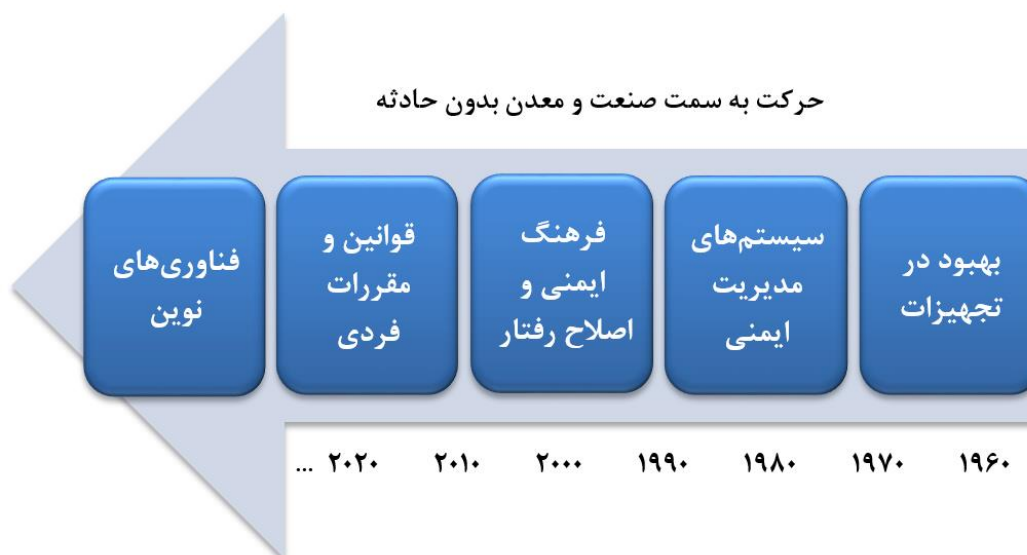 حرکت به سمت صنعت و معدن بدون حادثه
بهبود در
تجهیزات
سیستم‌های
مدیریت
ایمنی
فرهنگ
ایمنی و
اصلاح رفتار
قوانین و
مقررات
فردی
فناوری‌های
نوین
۱۹۶۰ ۱۹۷۰ ۱۹۸۰ ۱۹۹۰ ۲۰۰۰ ۲۰۱۰ ۲۰۲۰ ...